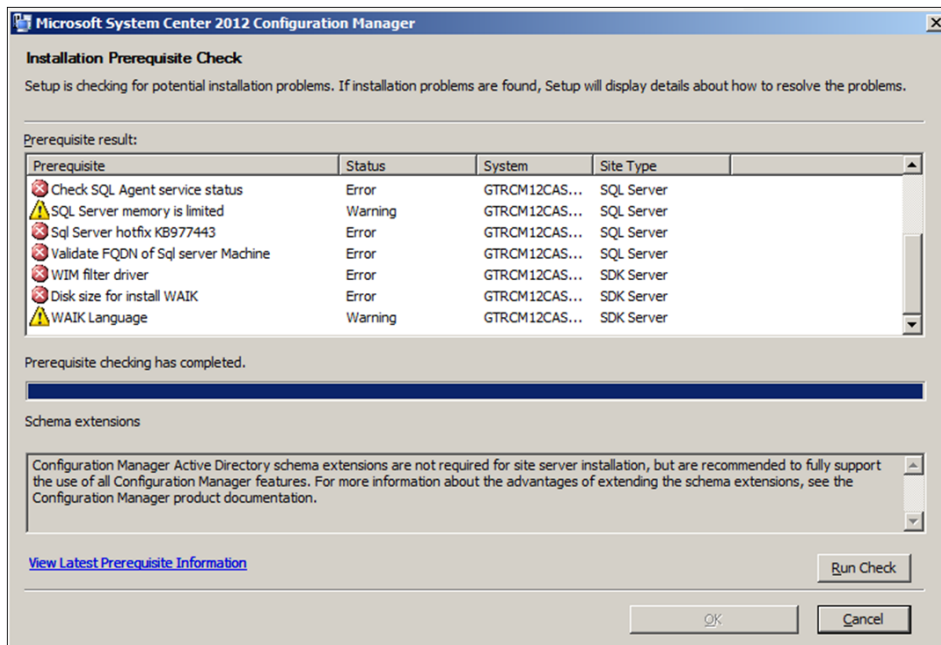 Microsoft System Center 2012 Configuration Manager
Installation Prerequisite Check
Setup is checking for potential installation problems. If installation problems are found, Setup will display details about how to resolve the problems.
Prerequisite result:
Prerequisite Status System Site Type
Check SQL Agent service status Error GTRCM12CAS... SQL Server
SQL Server memory is limited Warning GTRCM12CAS... SQL Server
Sql Server hotfix KB977443 Error GTRCM12CAS... SQL Server
Validate FQDN of Sql server Machine Error GTRCM12CAS... SQL Server
WIM filter driver Error GTRCM12CAS... SDK Server
Disk size for install WAIK Error GTRCM12CAS... SDK Server
WAIK Language Warning GTRCM12CAS... SDK Server
Prerequisite checking has completed.
Schema extensions
Configuration Manager Active Directory schema extensions are not required for site server installation, but are recommended to fully support
the use of all Configuration Manager features. For more information about the advantages of extending the schema extensions, see the
Configuration Manager product documentation.
View Latest Prerequisite Information
Run Check
OK Cancel